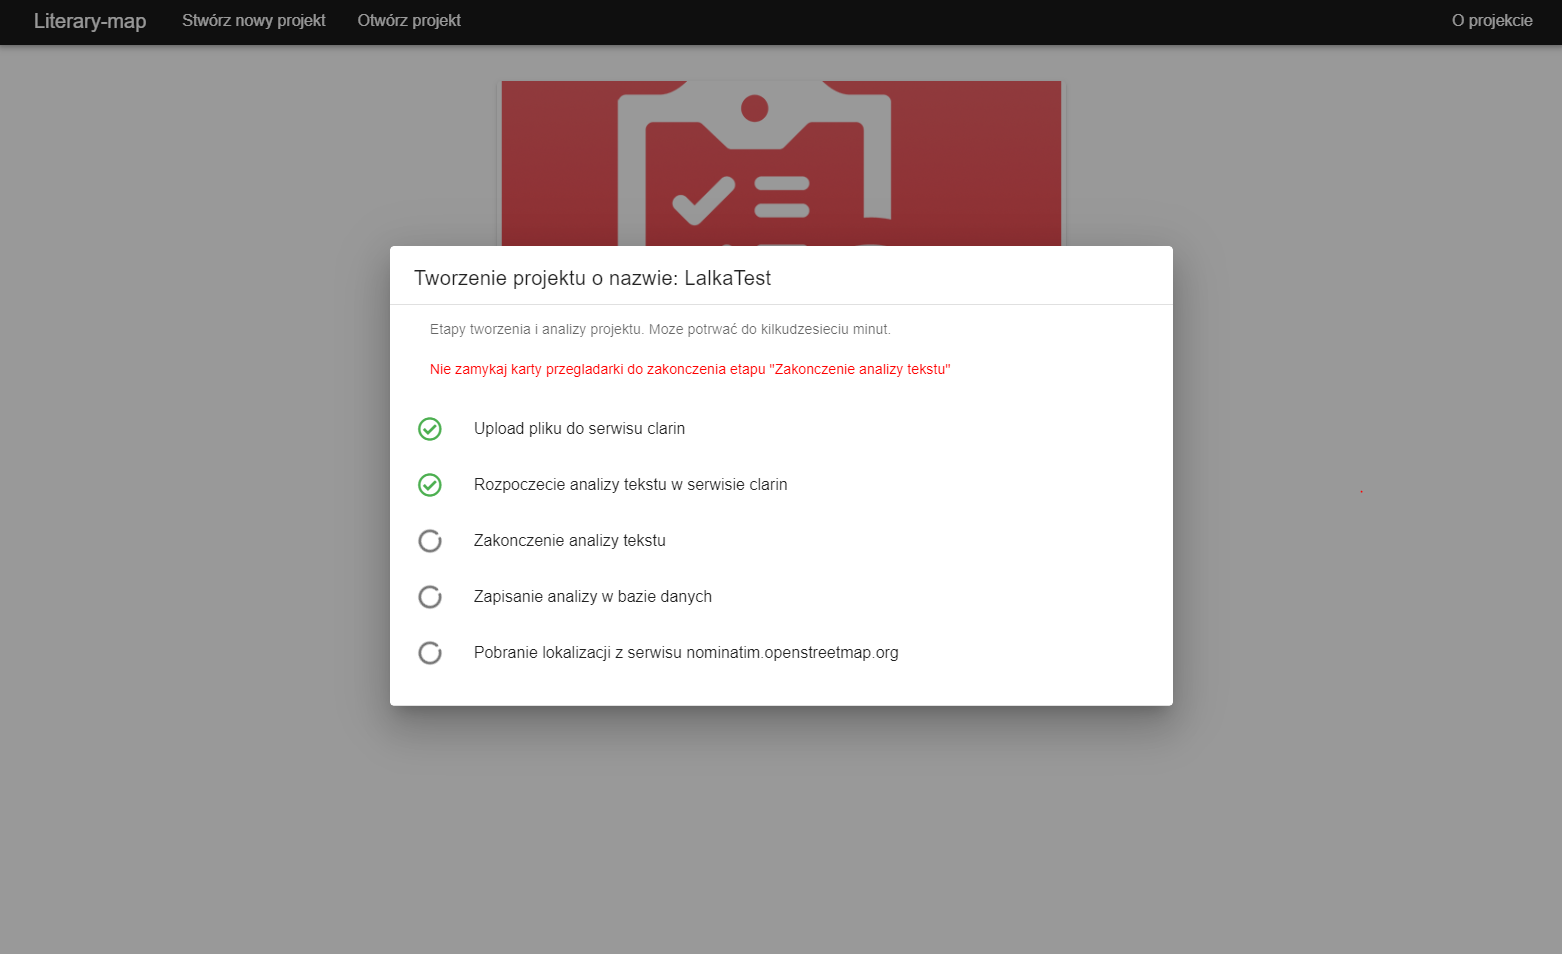 Literary-map Stwórz nowy projekt Otwórz projekt O projekcie
Tworzenie projektu o nazwie: LalkaTest
Etapy tworzenia i analizy projektu. Moze potrwać do kilkudziesieciu minut.
Nie zamykaj karty przegladarki do zakonczenia etapu "Zakonczenie analizy tekstu"
Upload pliku do serwisu clarin
Rozpoczecie analizy tekstu w serwisie clarin
Zakonczenie analizy tekstu
Zapisanie analizy w bazie danych
Pobranie lokalizacji z serwisu nominatim.openstreetmap.org